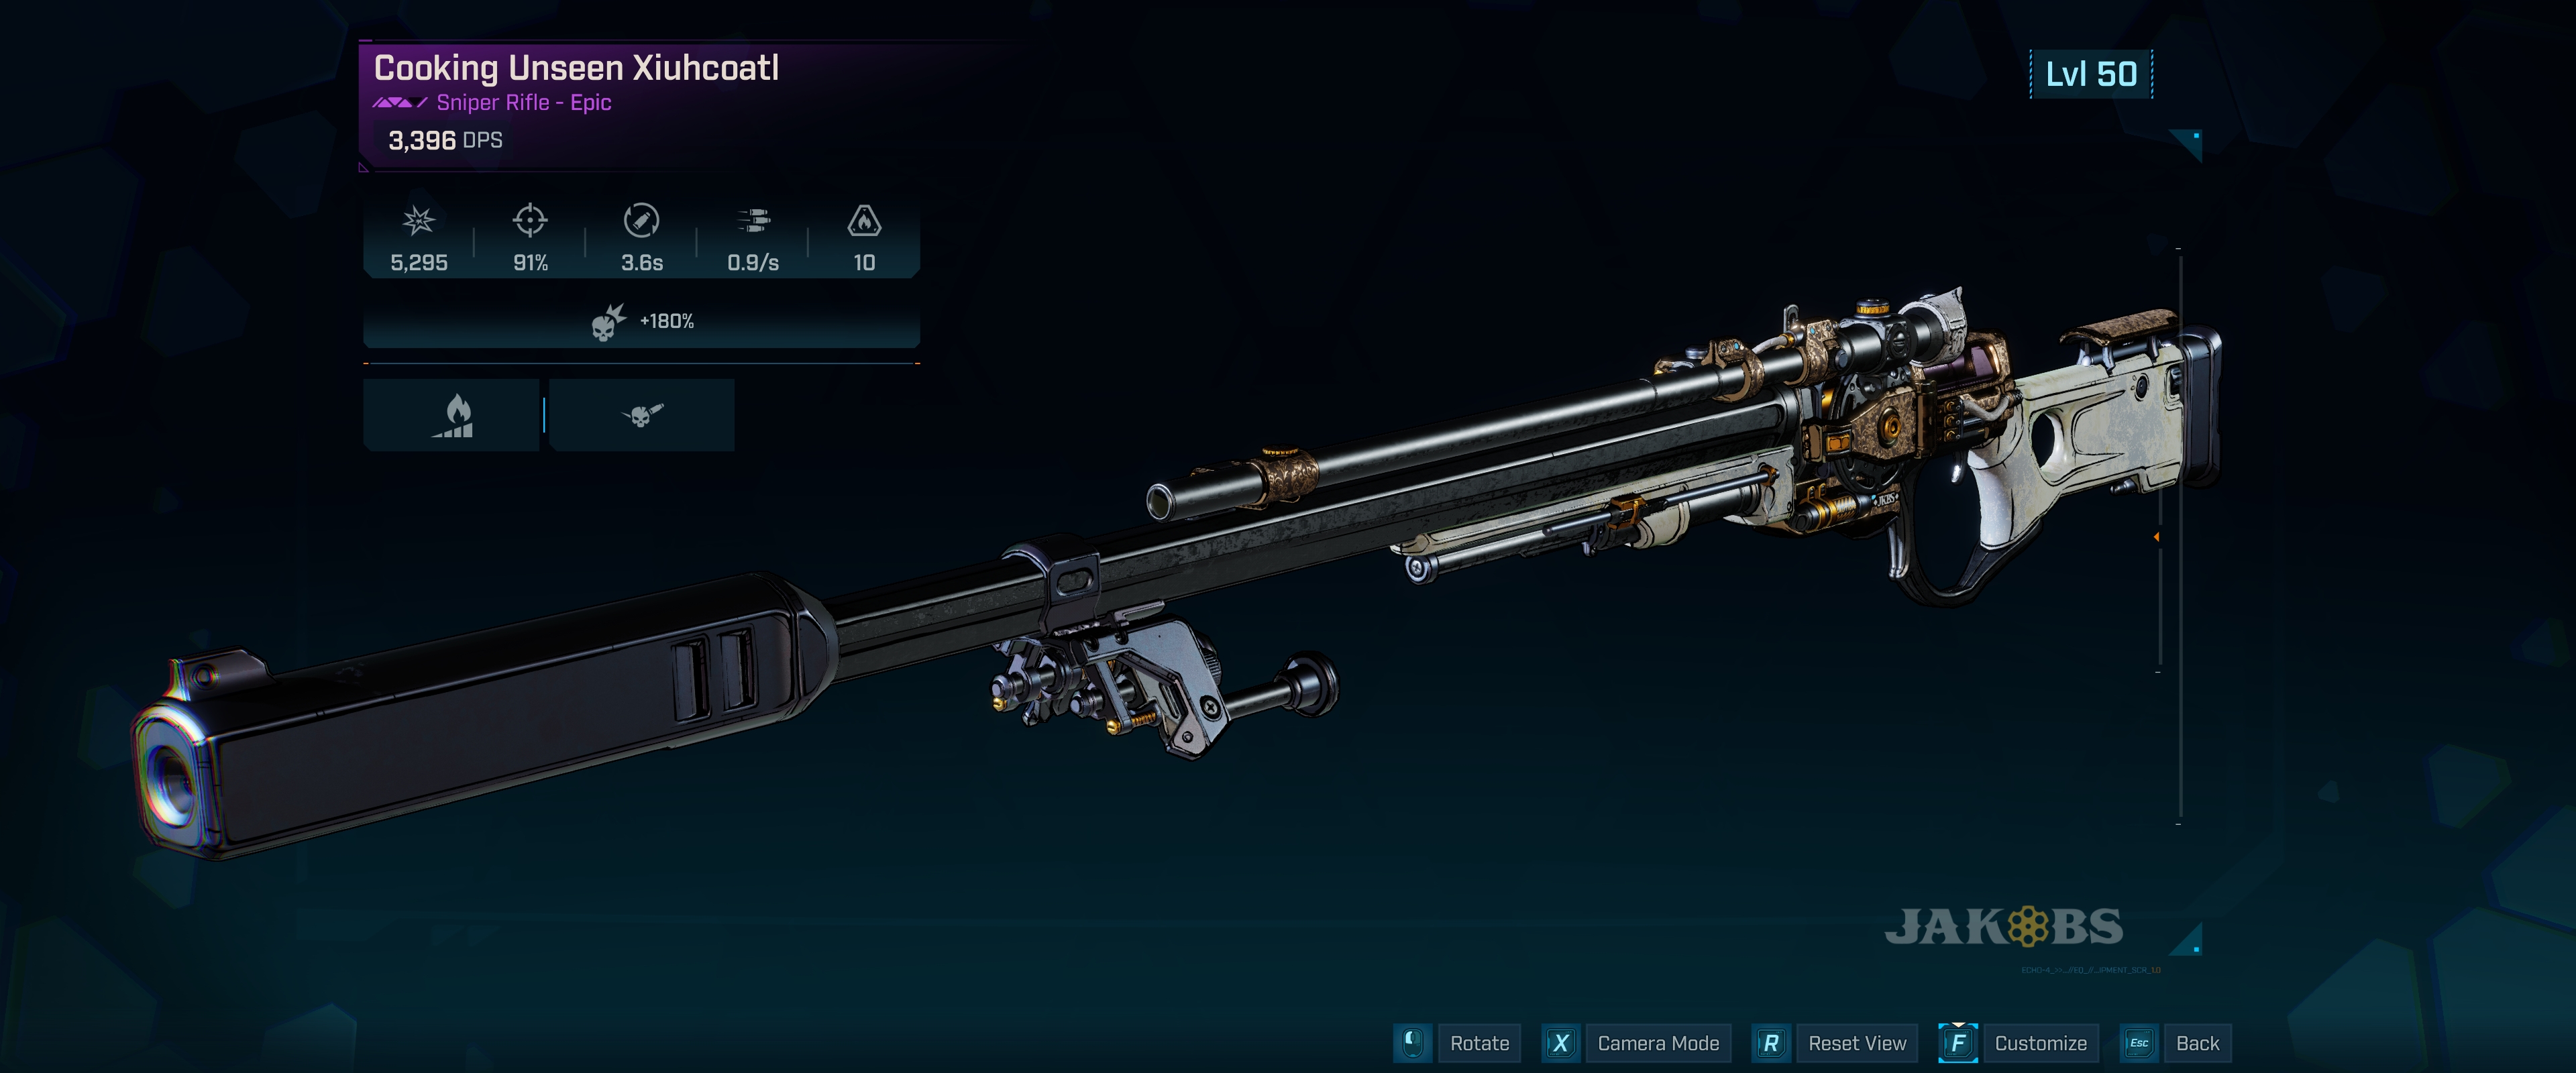 Cooking Unseen Xiuhcoatl
Sniper Rifle - Epic
3,396 DPS
Lvl 50
5,295 91% 3.6s 0.9/s 10
+180%
JKBS
JAKOBS
Rotate X Camera Mode R Reset View F Customize Esc Back